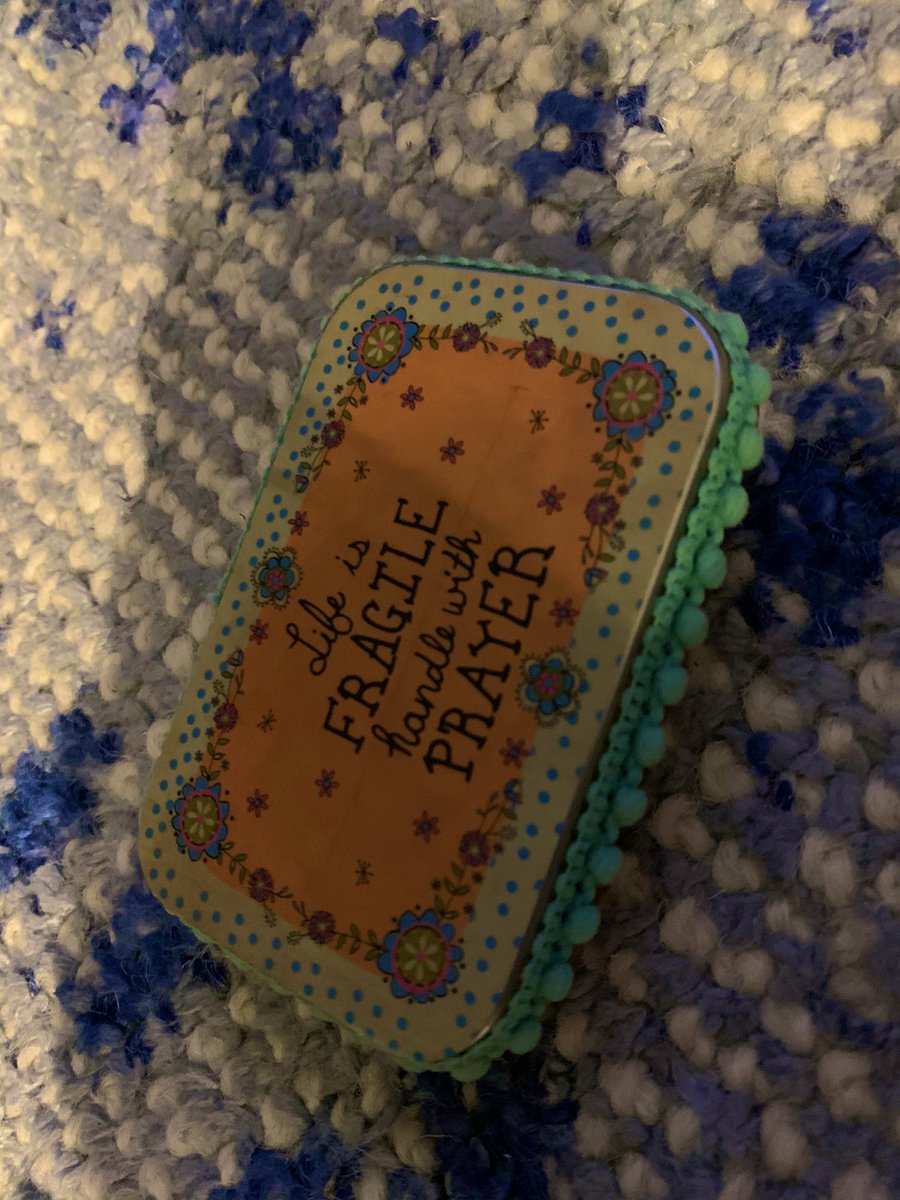 Life is
FRAGILE
handle with
PRAYER